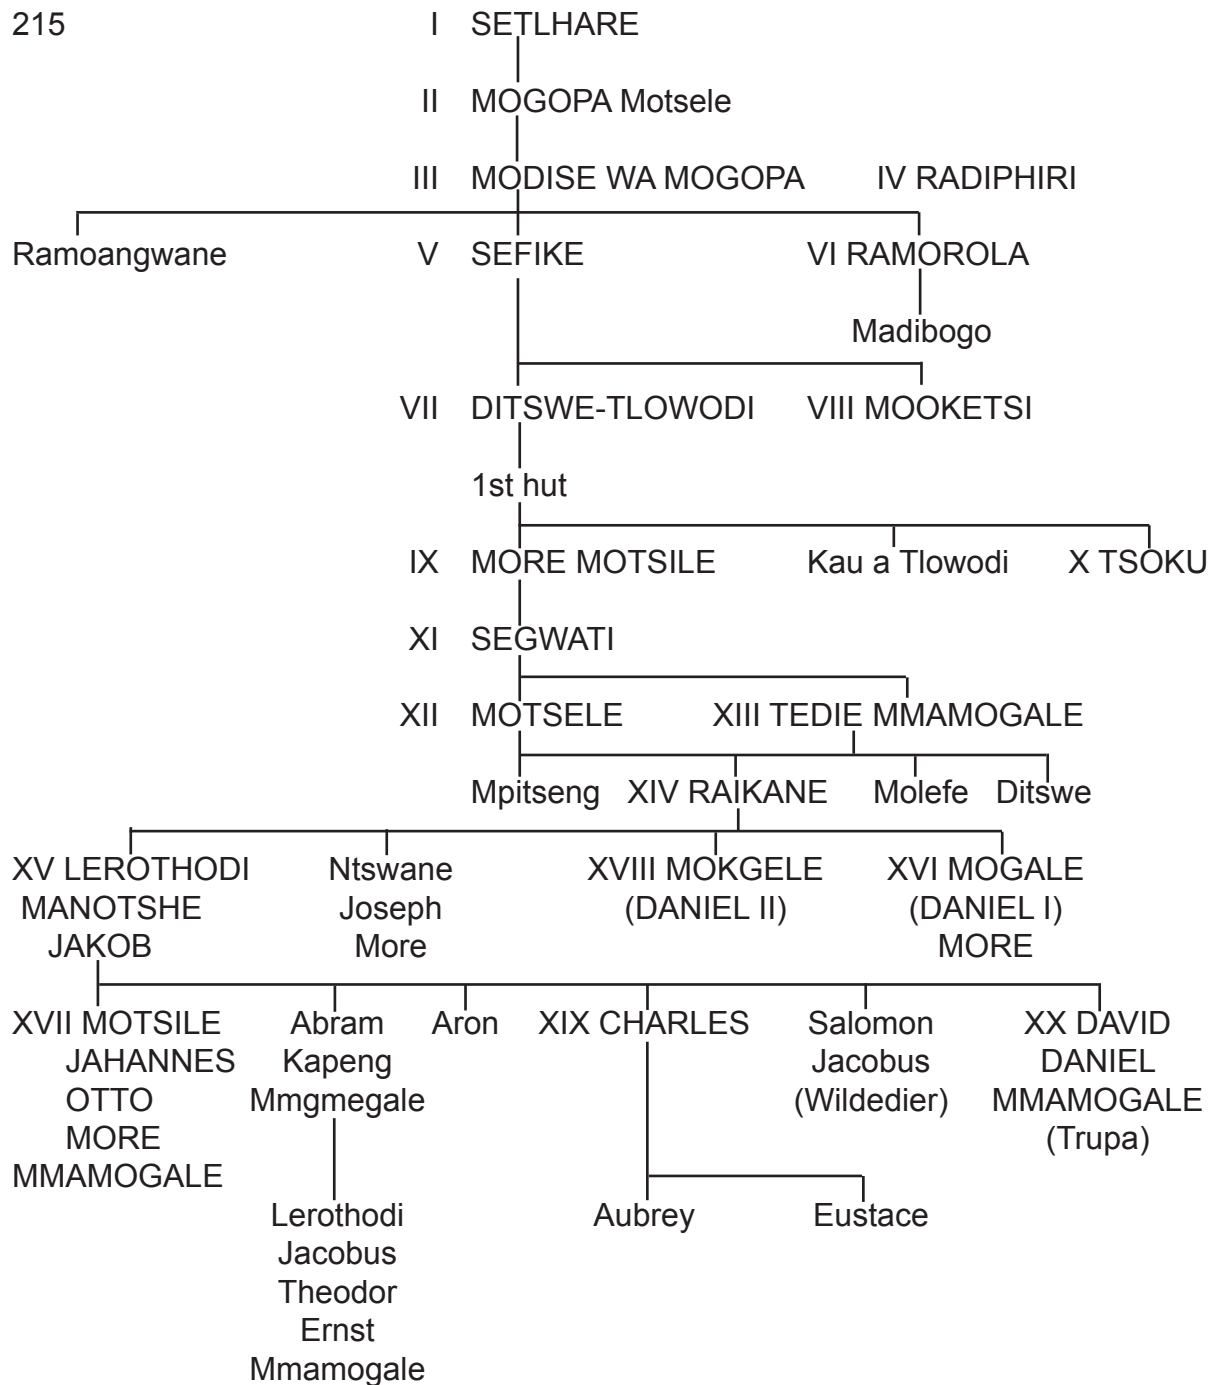 215 I SETLHARE
II MOGOPA Motsele
III MODISE WA MOGOPA IV RADIPHIRI
Ramoangwane V SEFIKE VI RAMOROLA
Madibogo
VII DITSWE-TLOWODI VIII MOOKETSI
1st hut
IX MORE MOTSILE Kau a Tlowodi X TSOKU
XI SEGWATI
XII MOTSELE XIII TEDIE MMAMOGALE
Mpitseng XIV RAIKANE Molefe Ditswe
XV LEROTHODI Ntswane XVIII MOKGELE XVI MOGALE
MANOTSHE Joseph (DANIEL II) (DANIEL I)
JAKOB More MORE
XVII MOTSILE Abram Aron XIX CHARLES Salomon XX DAVID
JAHANNES Kapeng Jacobus DANIEL
OTTO Mmgmegale (Wildedier) MMAMOGALE
MORE (Trupa)
MMAMOGALE
Lerothodi Aubrey Eustace
Jacobus
Theodor
Ernst
Mmamogale